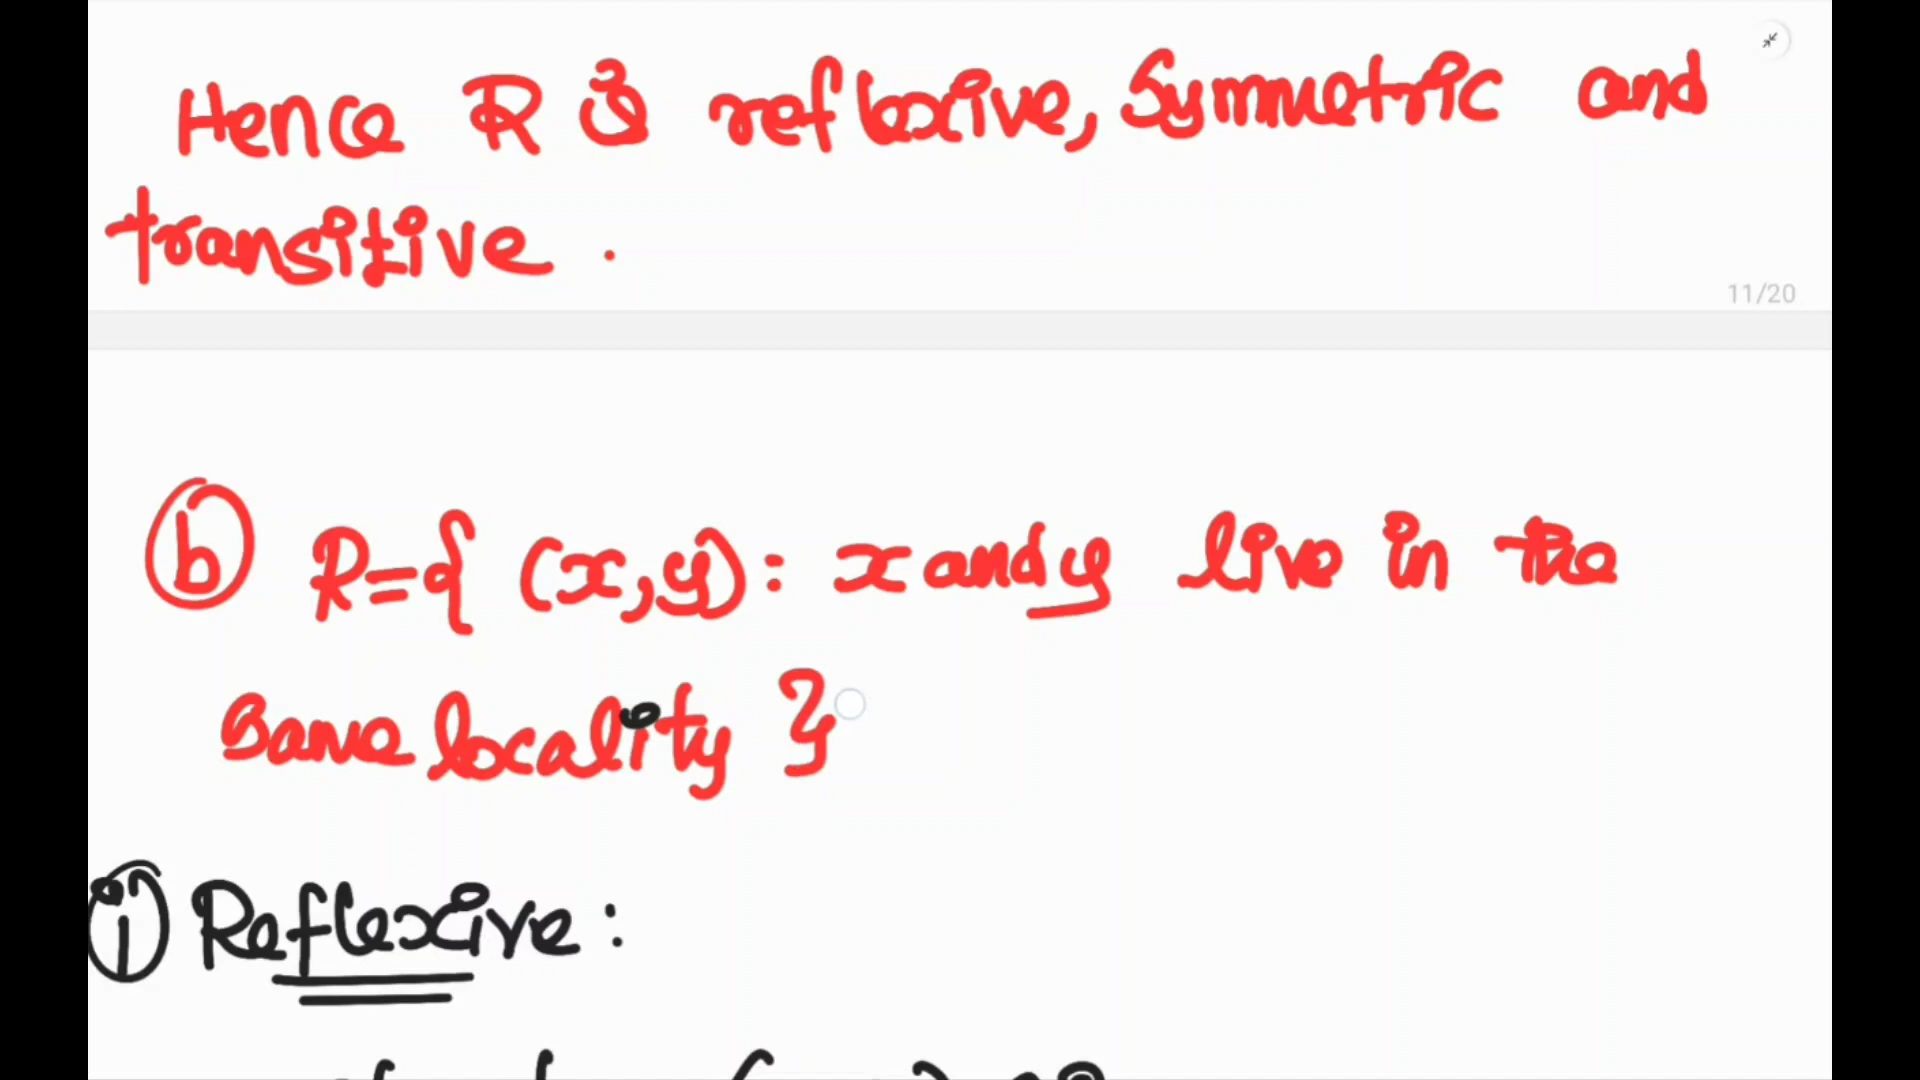 Hence R is reflexive, Symmetric and
transitive.
11/20
b R={ (x,y): x and y live in the
Same locality }
i Reflexive: